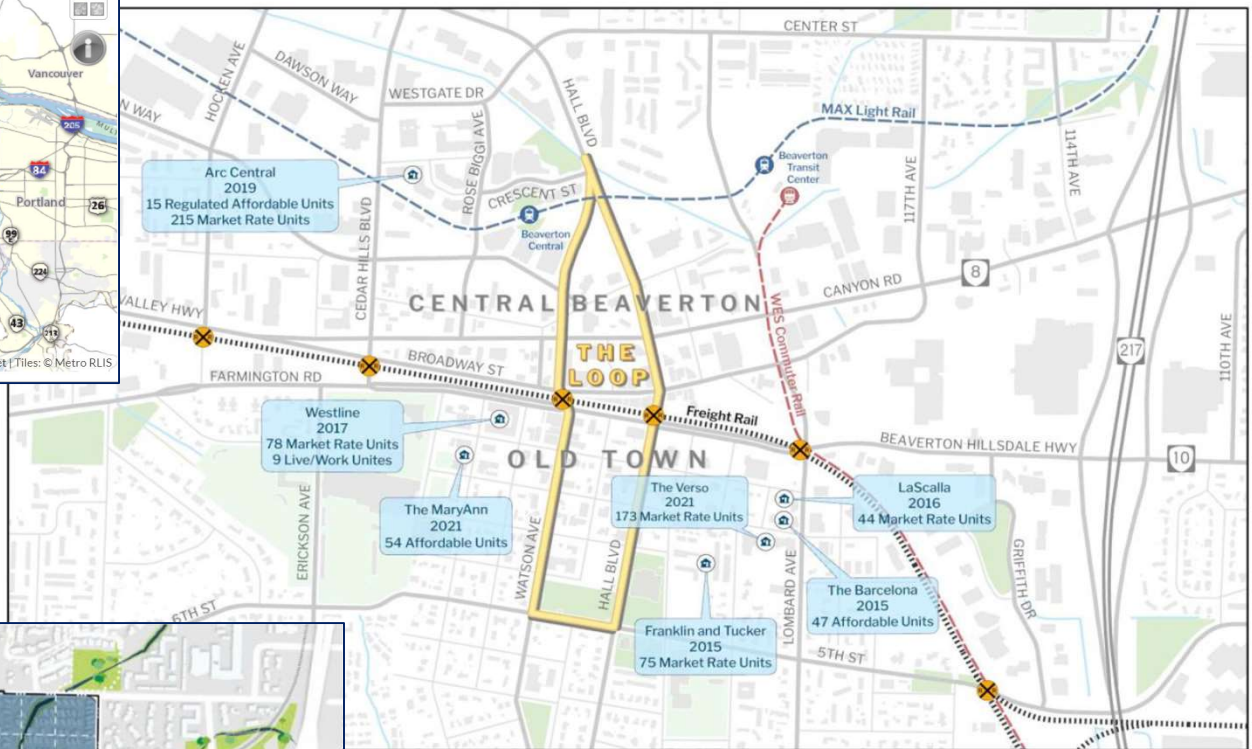 Vancouver
205
84
Portland
26
99
224
43
213
Tiles: © Metro RLIS
CENTER ST
HOCKEN AVE
DAWSON WAY
N WAY
WESTGATE DR
HALL BLVD
ROSE BIGGI AVE
MAX Light Rail
114TH AVE
117TH AVE
Beaverton
Transit
Center
Arc Central
2019
15 Regulated Affordable Units
215 Market Rate Units
CRESCENT ST
Beaverton
Central
CEDAR HILLS BLVD
8
CANYON RD
CENTRAL BEAVERTON
VALLEY HWY
WES Commuter Rail
217
110TH AVE
THE
LOOP
BROADWAY ST
FARMINGTON RD
Freight Rail
BEAVERTON HILLSDALE HWY
10
Westline
2017
78 Market Rate Units
9 Live/Work Unites
OLD TOWN
The MaryAnn
2021
54 Affordable Units
The Verso
2021
173 Market Rate Units
LaScalla
2016
44 Market Rate Units
ERICKSON AVE
WATSON AVE
HALL BLVD
LOMBARD AVE
GRIFFITH DR
The Barcelona
2015
47 Affordable Units
Franklin and Tucker
2015
75 Market Rate Units
6TH ST
5TH ST